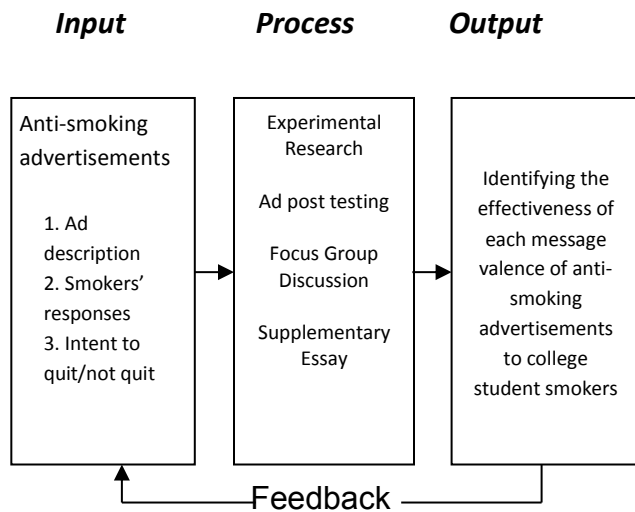 Input
Process
Output
Anti-smoking
advertisements
1. Ad
description
2. Smokers'
responses
3. Intent to
quit/not quit
Experimental
Research
Ad post testing
Focus Group
Discussion
Supplementary
Essay
Identifying the
effectiveness of
each message
valence of anti-
smoking
advertisements
to college
student smokers
Feedback